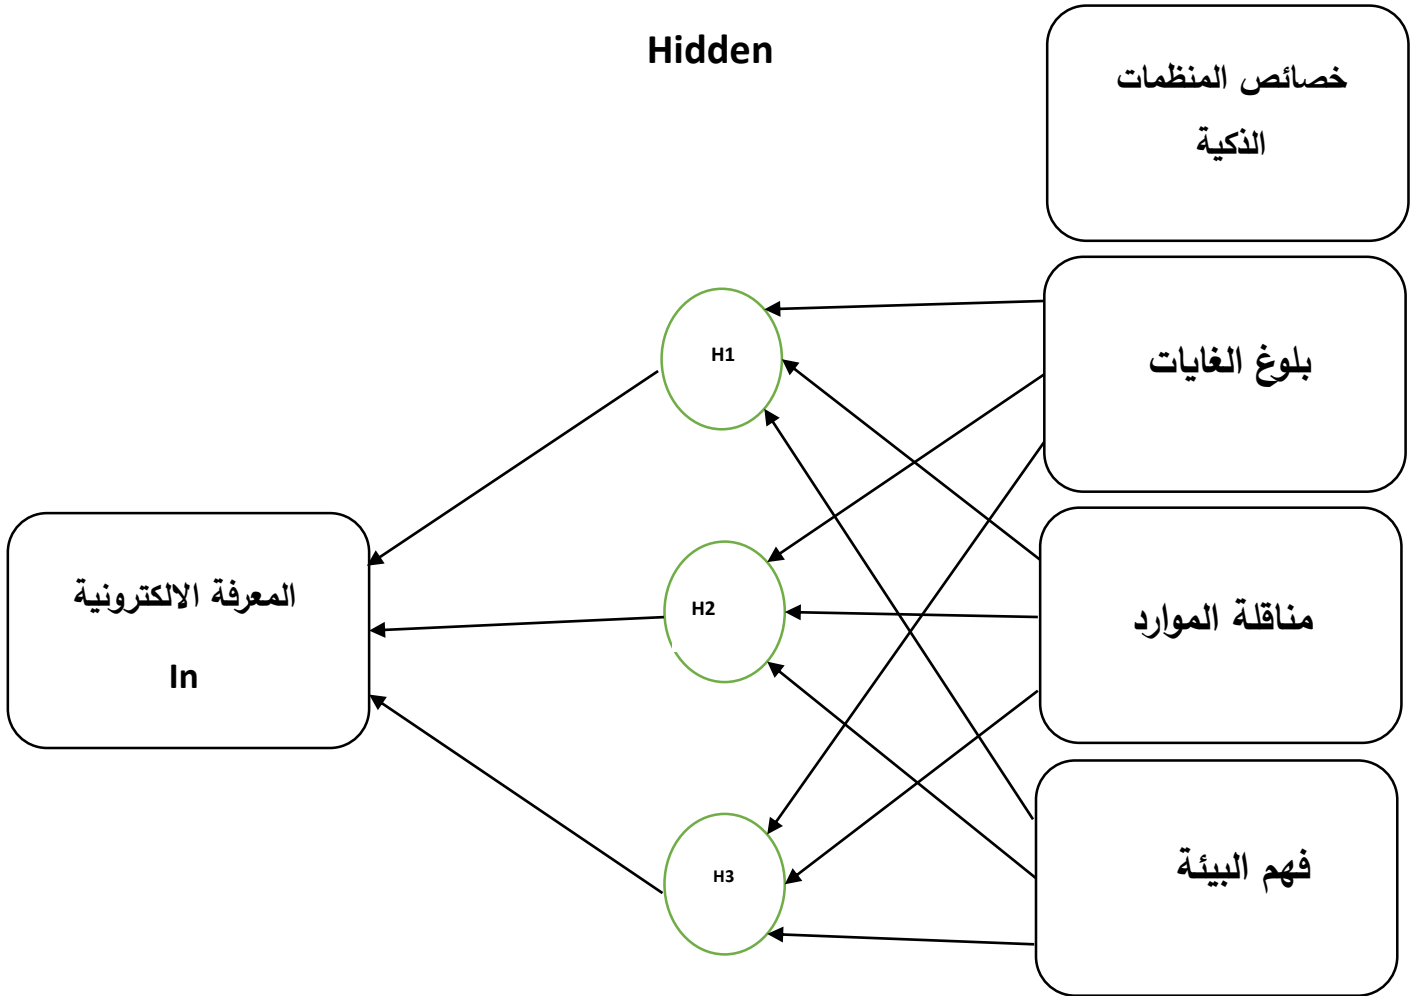 Hidden
خصائص المنظمات
الذكية
بلوغ الغايات
H1
المعرفة الالكترونية
In
H2
مناقلة الموارد
H3
فهم البيئة